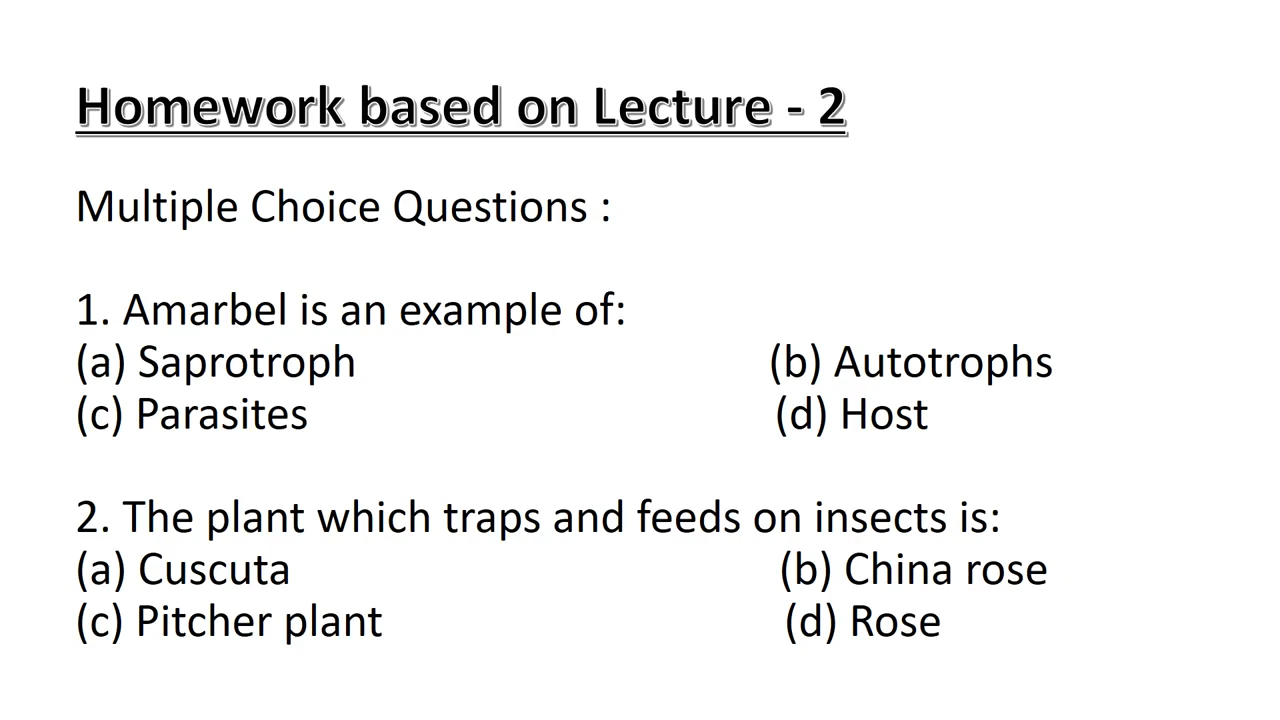 Homework based on Lecture - 2
Multiple Choice Questions :
1. Amarbel is an example of:
(a) Saprotroph (b) Autotrophs
(c) Parasites (d) Host
2. The plant which traps and feeds on insects is:
(a) Cuscuta (b) China rose
(c) Pitcher plant (d) Rose